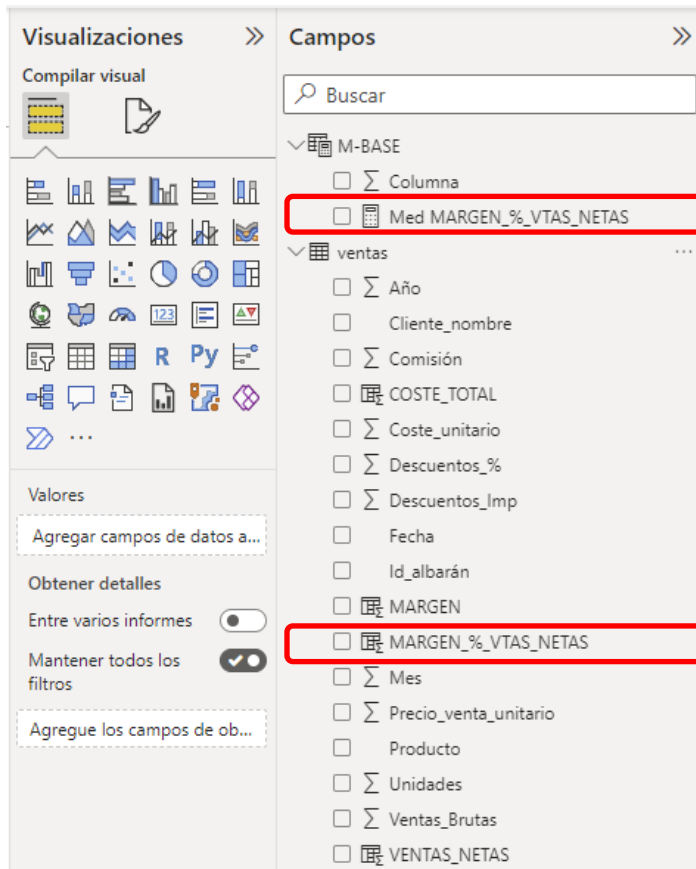 Visualizaciones
Compilar visual
123
R
Py
Valores
Agregar campos de datos a...
Obtener detalles
Entre varios informes
Mantener todos los
filtros
Agregue los campos de ob...
Campos
Buscar
M-BASE
∑ Columna
Med MARGEN_%_VTAS_NETAS
ventas
∑ Año
Cliente_nombre
∑ Comisión
COSTE_TOTAL
∑ Coste_unitario
∑ Descuentos_%
∑ Descuentos_Imp
Fecha
Id_albarán
MARGEN
MARGEN_%_VTAS_NETAS
∑ Mes
∑ Precio_venta_unitario
Producto
∑ Unidades
∑ Ventas_Brutas
VENTAS_NETAS